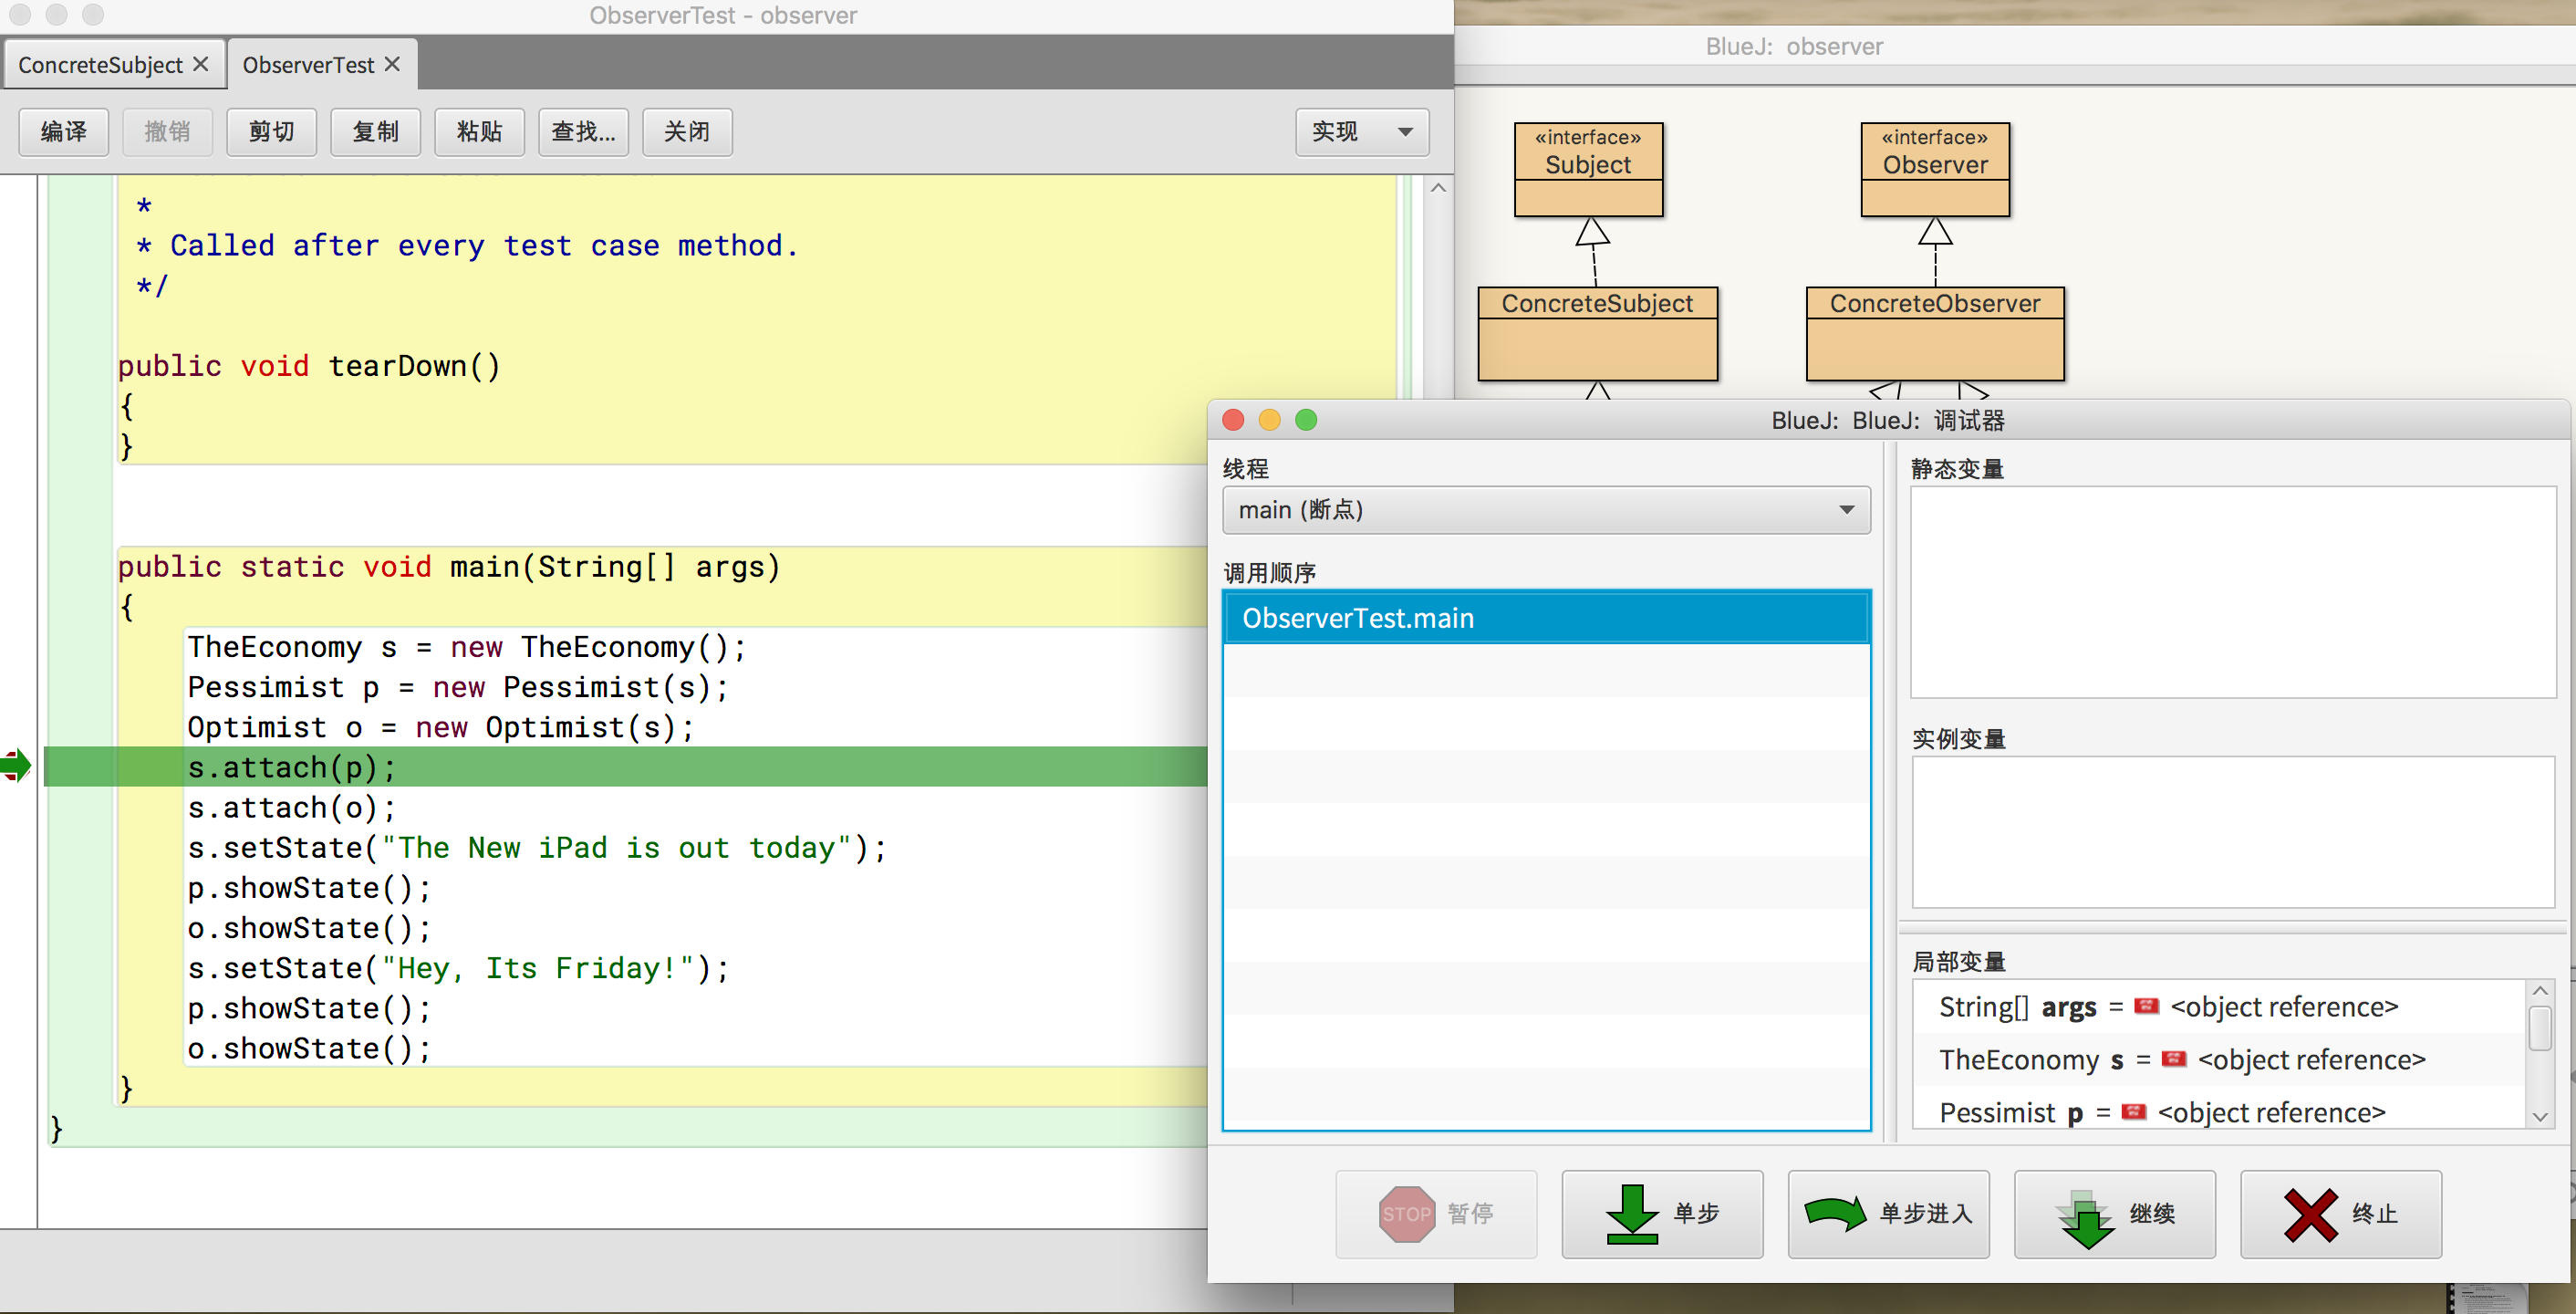 ObserverTest - observer
ConcreteSubject
ObserverTest
编译
撤销
剪切
复制
粘贴
查找...
关闭
实现
*
* Called after every test case method.
*/
public void tearDown()
{
}
public static void main(String[] args)
{
TheEconomy s = new TheEconomy();
Pessimist p = new Pessimist(s);
Optimist o = new Optimist(s);
s.attach(p);
s.attach(o);
s.setState("The New iPad is out today");
p.showState();
o.showState();
s.setState("Hey, Its Friday!");
p.showState();
o.showState();
}
}
BlueJ: observer
«interface»
Subject
«interface»
Observer
ConcreteSubject
ConcreteObserver
BlueJ: BlueJ: 调试器
线程
main (断点)
调用顺序
ObserverTest.main
静态变量
实例变量
局部变量
String[] args = <object reference>
TheEconomy s = <object reference>
Pessimist p = <object reference>
STOP 暂停
单步
单步进入
继续
终止